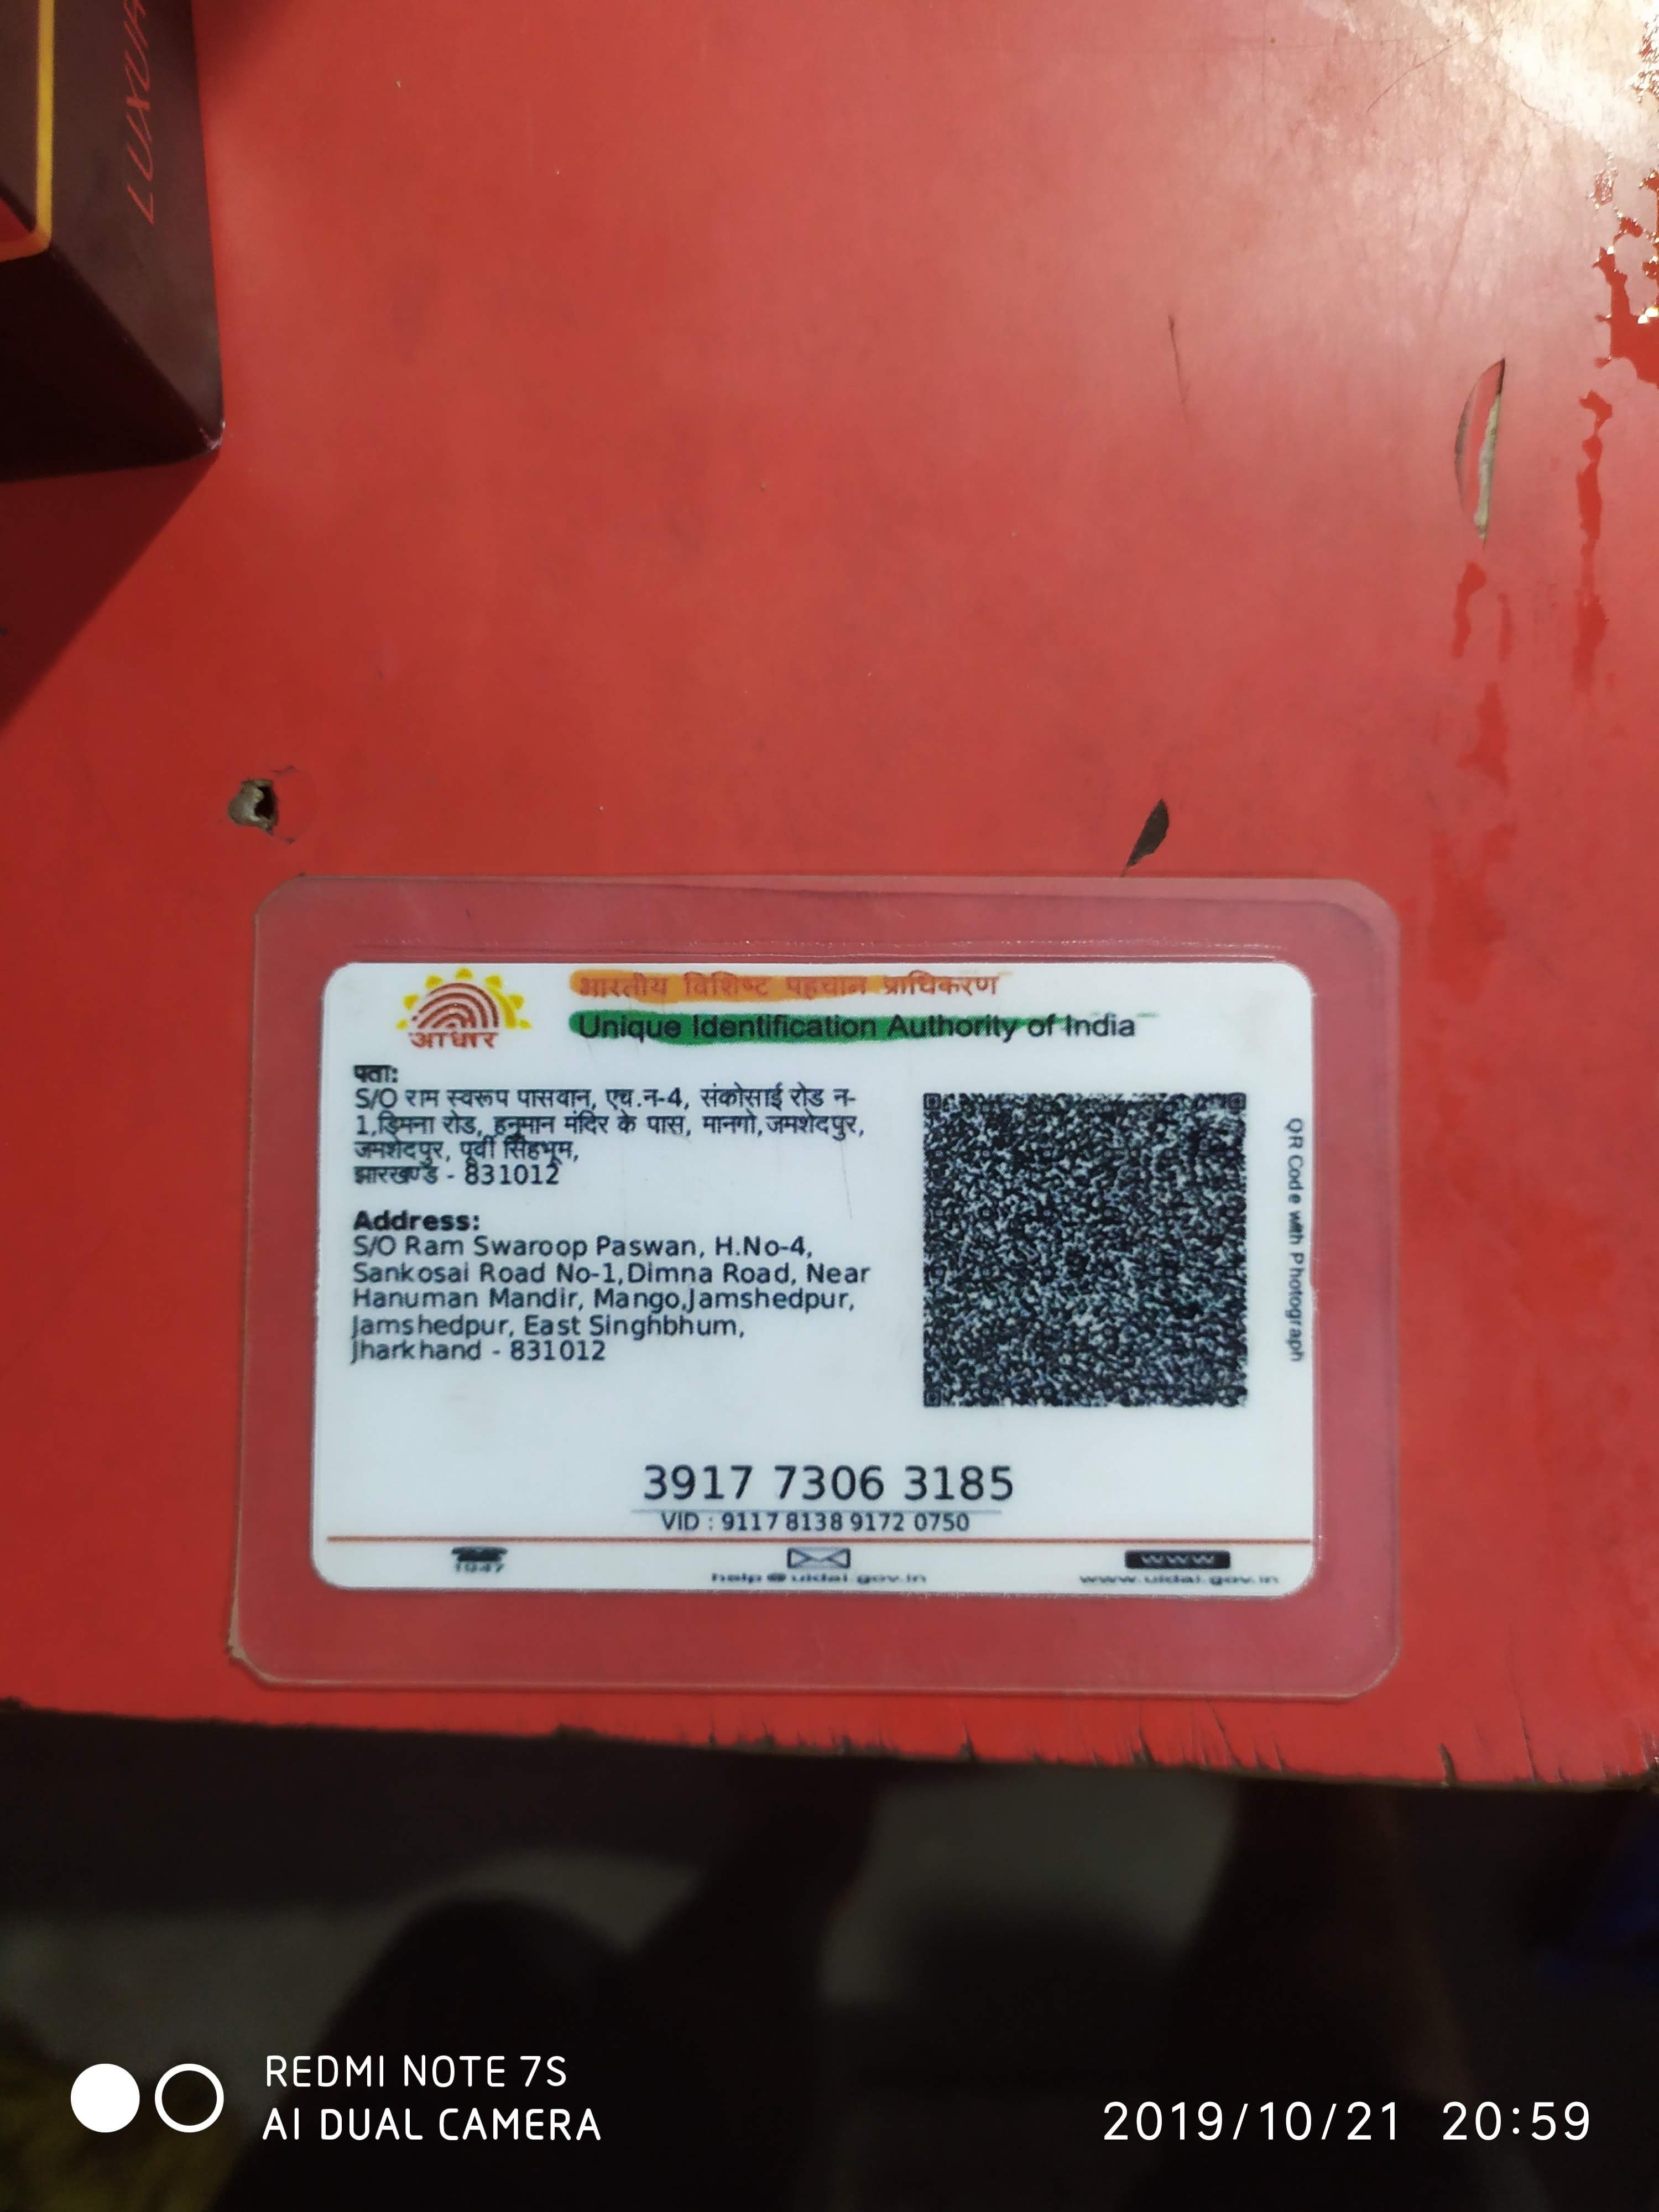 LUXUR
आधार
भारतीय विशिष्ट पहचान प्राधिकरण
Unique Identification Authority of India
पता:
S/O राम स्वरूप पासवान, एच.न-4, संकोसाई रोड न-
1,डिमना रोड, हनुमान मंदिर के पास, मानगो,जमशेदपुर,
जमशेदपुर, पूर्वी सिंहभूम,
झारखण्ड - 831012
Address:
S/O Ram Swaroop Paswan, H.No-4,
Sankosai Road No-1,Dimna Road, Near
Hanuman Mandir, Mango,Jamshedpur,
Jamshedpur, East Singhbhum,
Jharkhand - 831012
QR Code with Photograph
3917 7306 3185
VID : 9117 8138 9172 0750
1947
help@uidai.gov.in
WWW
www.uidai.gov.in
REDMI NOTE 7S
AI DUAL CAMERA
2019/10/21 20:59